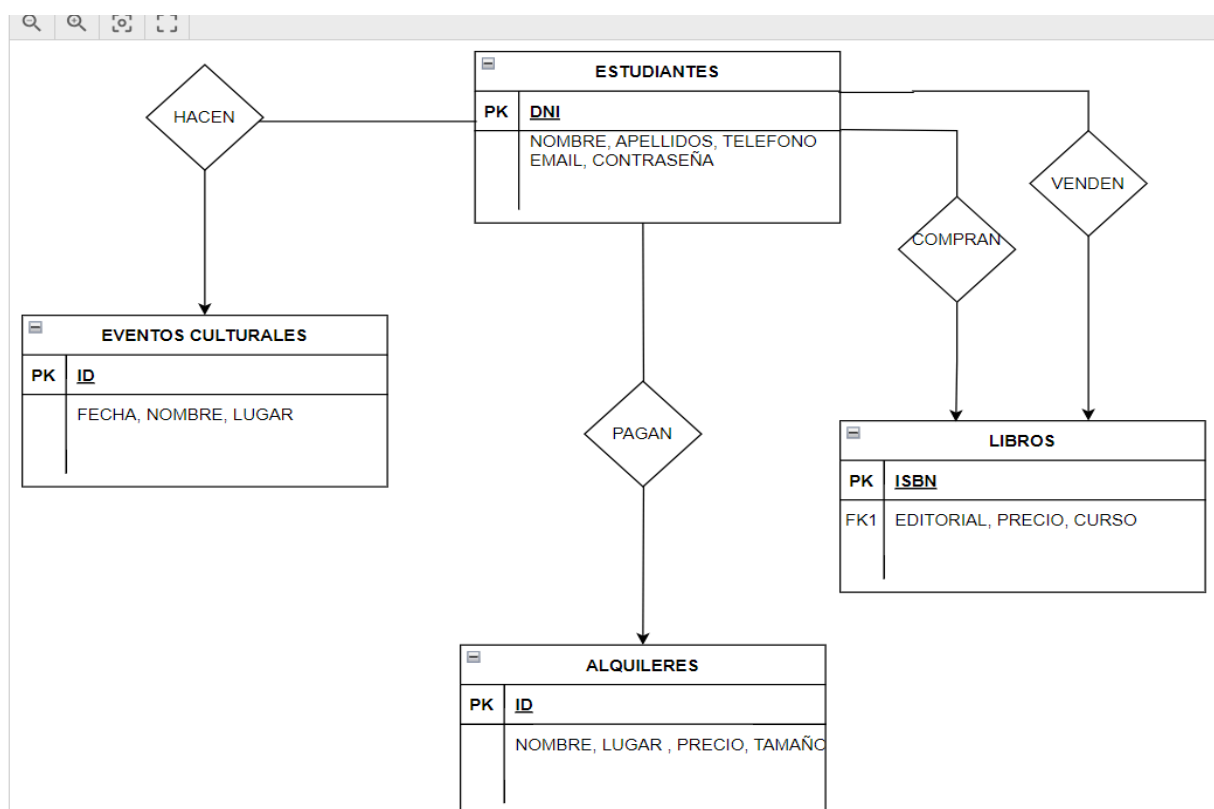 ESTUDIANTES
PK DNI
NOMBRE, APELLIDOS, TELEFONO
EMAIL, CONTRASEÑA
HACEN
VENDEN
COMPRAN
EVENTOS CULTURALES
PK ID
FECHA, NOMBRE, LUGAR
PAGAN
LIBROS
PK ISBN
FK1 EDITORIAL, PRECIO, CURSO
ALQUILERES
PK ID
NOMBRE, LUGAR , PRECIO, TAMAÑO